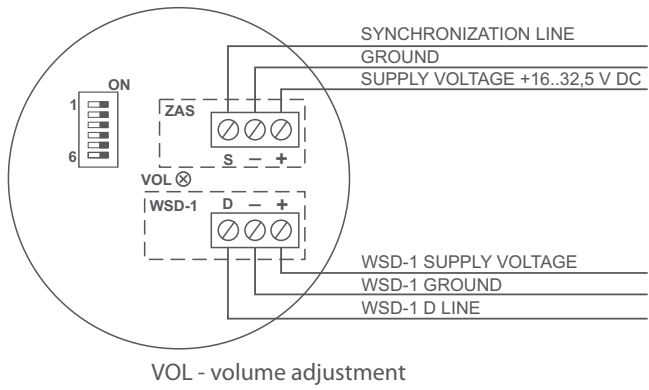 SYNCHRONIZATION LINE
GROUND
SUPPLY VOLTAGE +16..32,5 V DC
ON
1
6
ZAS
S − +
VOL
WSD-1 D − +
WSD-1 SUPPLY VOLTAGE
WSD-1 GROUND
WSD-1 D LINE
VOL - volume adjustment